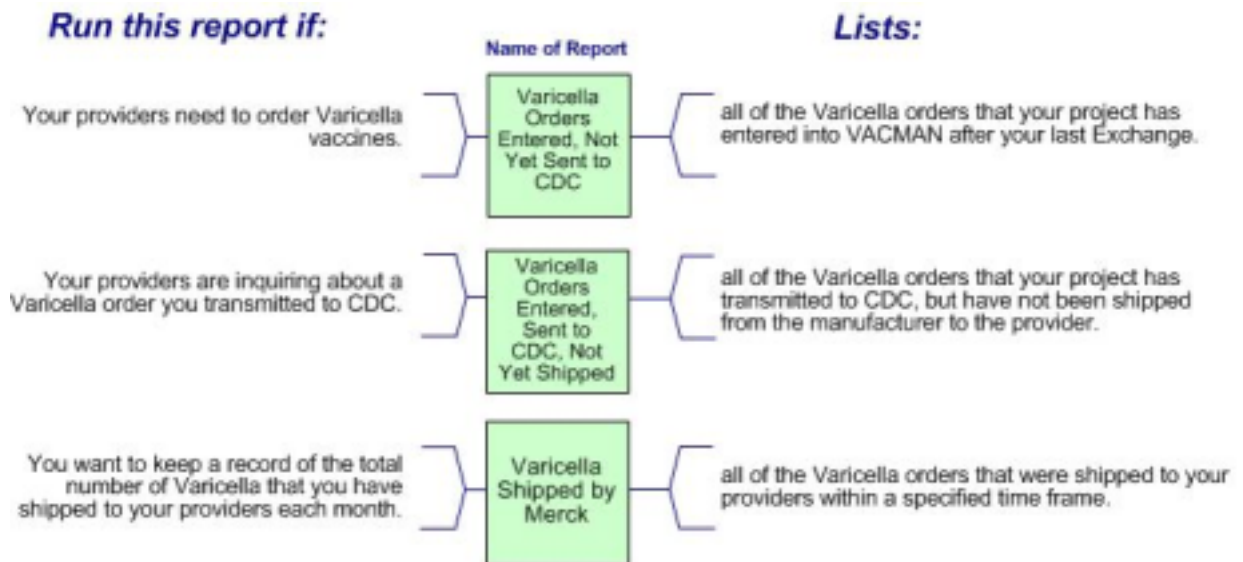 Run this report if:
Name of Report
Lists:
Your providers need to order Varicella
vaccines.
Varicella
Orders
Entered, Not
Yet Sent to
CDC
all of the Varicella orders that your project has
entered into VACMAN after your last Exchange.
Your providers are inquiring about a
Varicella order you transmitted to CDC.
Varicella
Orders
Entered,
Sent to
CDC, Not
Yet Shipped
all of the Varicella orders that your project has
transmitted to CDC, but have not been shipped
from the manufacturer to the provider.
You want to keep a record of the total
number of Varicella that you have
shipped to your providers each month.
Varicella
Shipped by
Merck
all of the Varicella orders that were shipped to your
providers within a specified time frame.